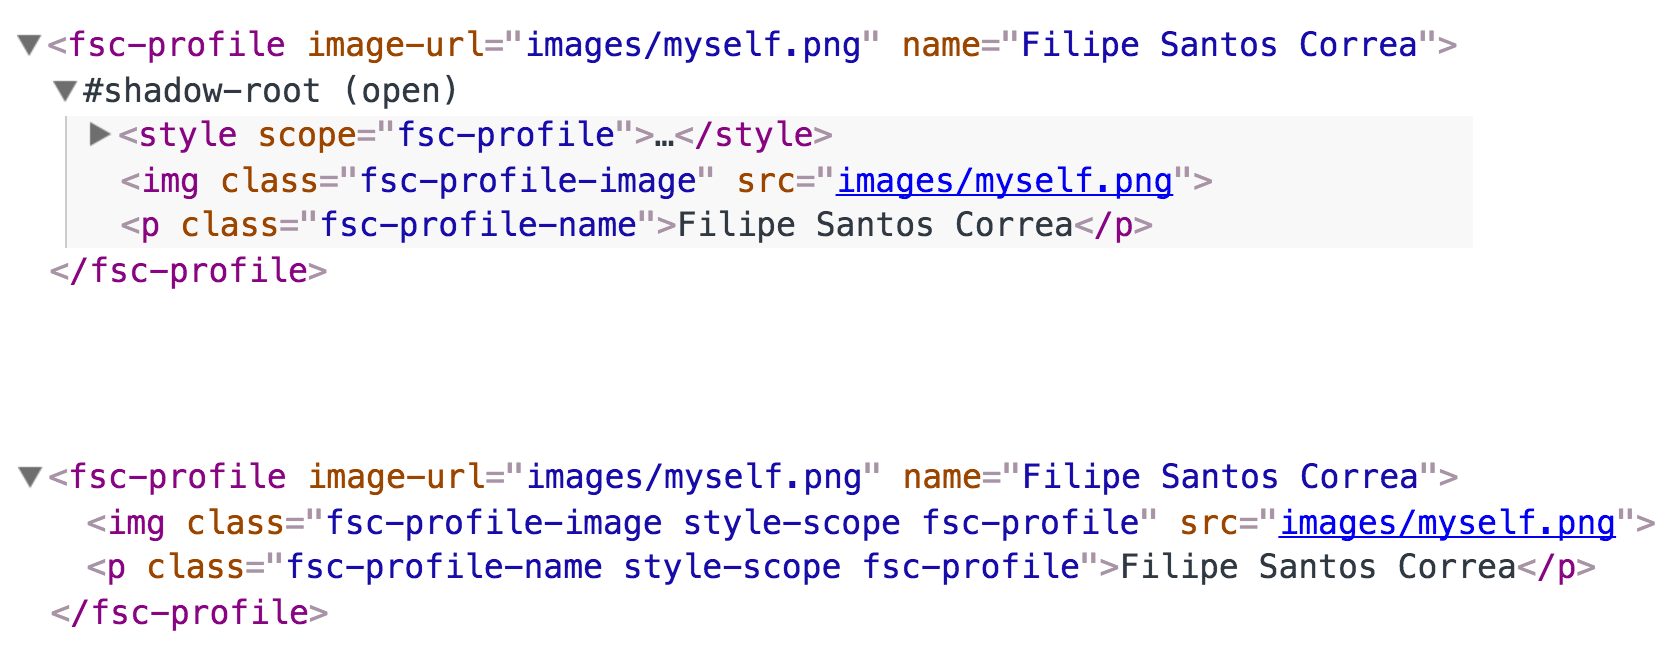 ▼<fsc-profile image-url="images/myself.png" name="Filipe Santos Correa">
▼#shadow-root (open)
▶<style scope="fsc-profile">…</style>
<img class="fsc-profile-image" src="images/myself.png">
<p class="fsc-profile-name">Filipe Santos Correa</p>
</fsc-profile>
▼<fsc-profile image-url="images/myself.png" name="Filipe Santos Correa">
<img class="fsc-profile-image style-scope fsc-profile" src="images/myself.png">
<p class="fsc-profile-name style-scope fsc-profile">Filipe Santos Correa</p>
</fsc-profile>